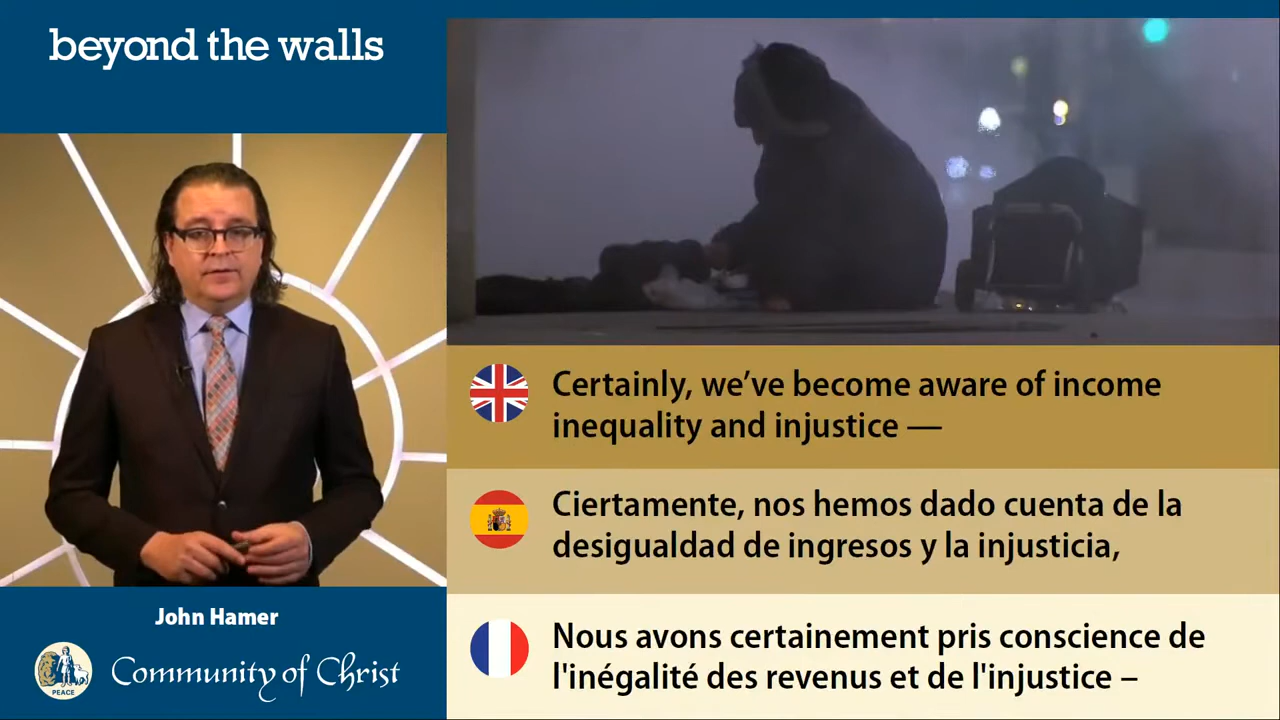 beyond the walls
Certainly, we’ve become aware of income
inequality and injustice —
Ciertamente, nos hemos dado cuenta de la
desigualdad de ingresos y la injusticia,
Nous avons certainement pris conscience de
l'inégalité des revenus et de l'injustice –
John Hamer
PEACE
Community of Christ